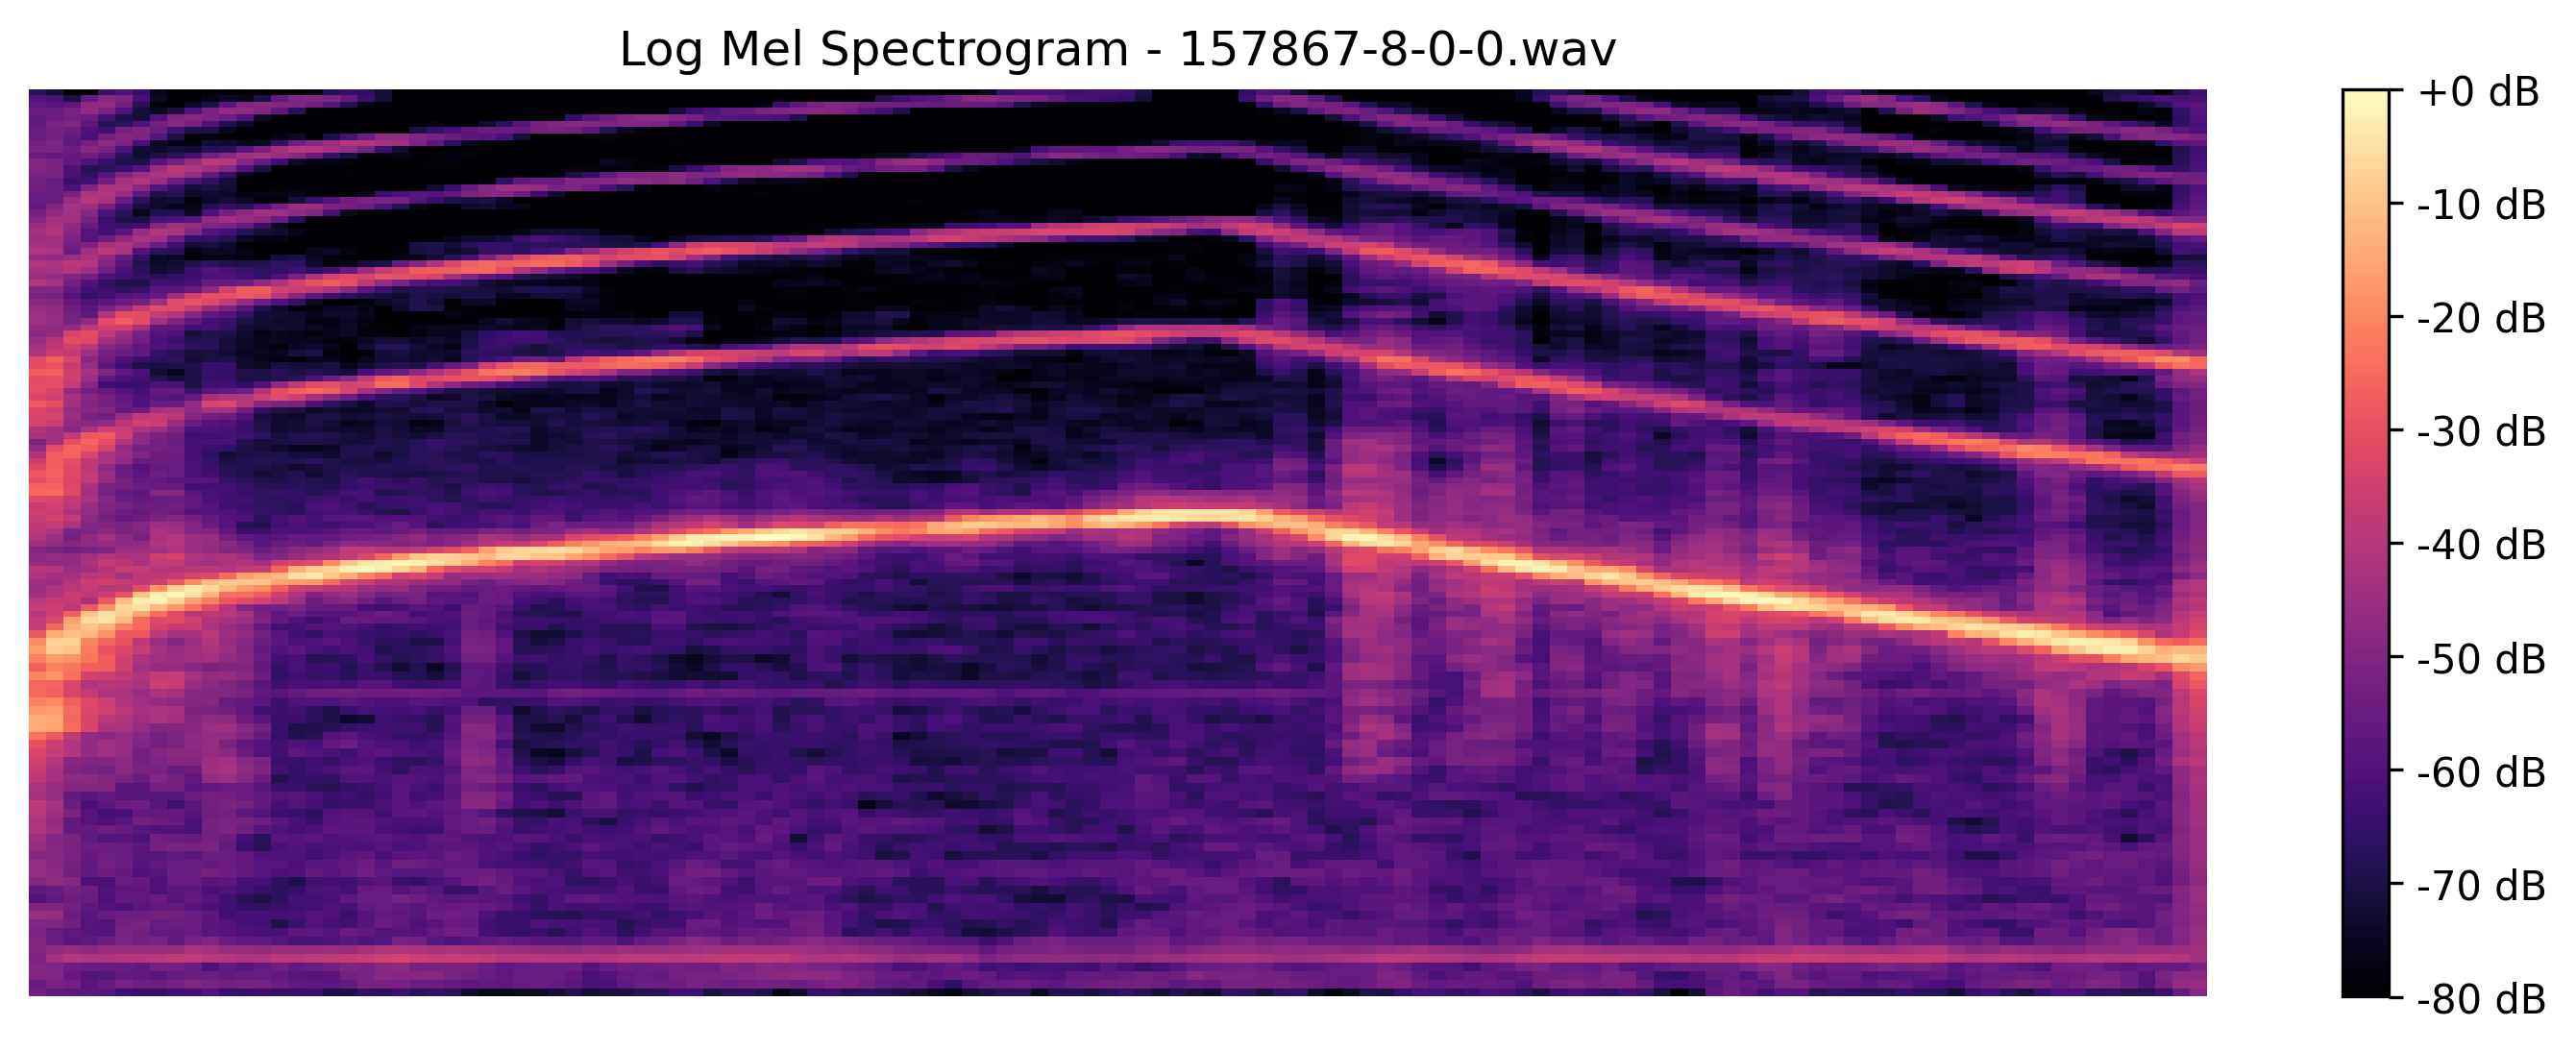 Log Mel Spectrogram - 157867-8-0-0.wav
+0 dB
-10 dB
-20 dB
-30 dB
-40 dB
-50 dB
-60 dB
-70 dB
-80 dB